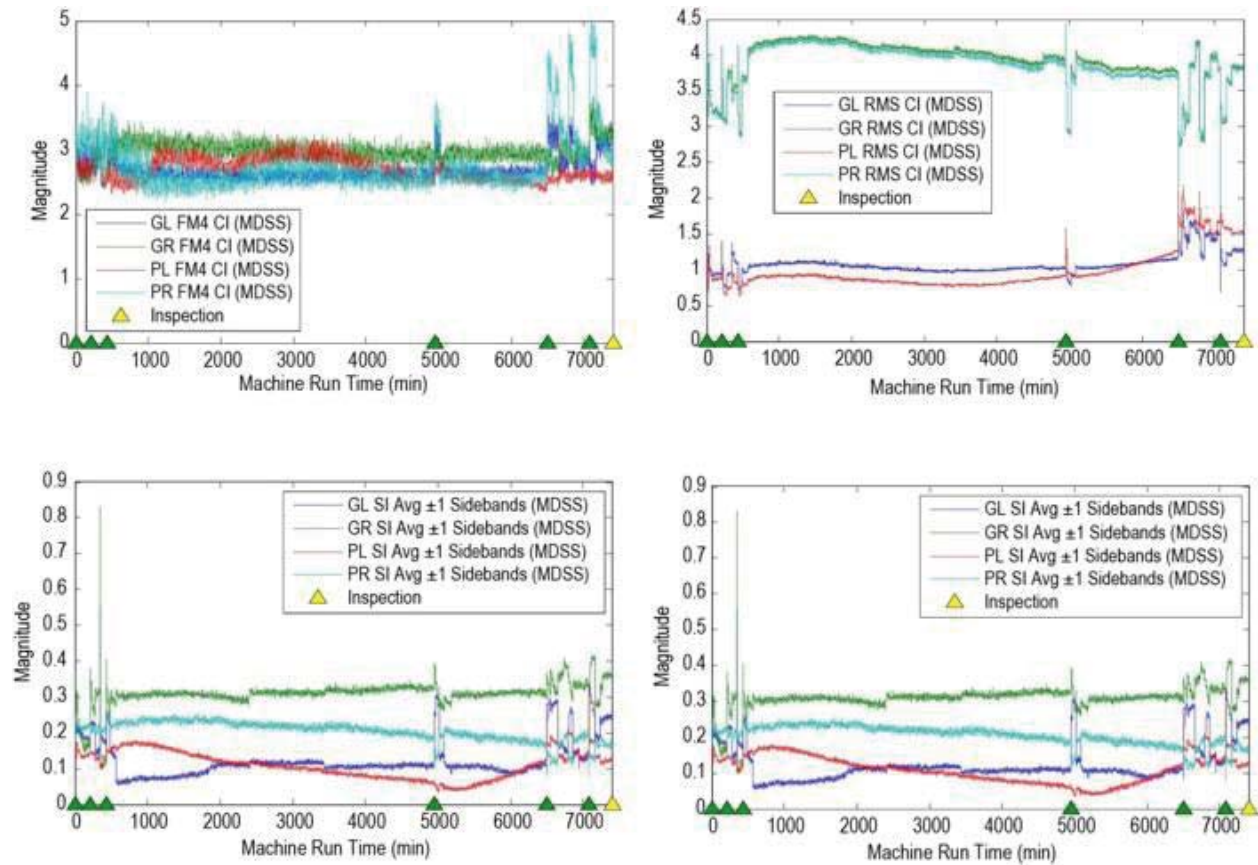 5
4
3
2
1
0
Magnitude
GL FM4 CI (MDSS)
GR FM4 CI (MDSS)
PL FM4 CI (MDSS)
PR FM4 CI (MDSS)
Inspection
0 1000 2000 3000 4000 5000 6000 7000
Machine Run Time (min)
4.5
4
3.5
3
2.5
2
1.5
1
0.5
0
Magnitude
GL RMS CI (MDSS)
GR RMS CI (MDSS)
PL RMS CI (MDSS)
PR RMS CI (MDSS)
Inspection
0 1000 2000 3000 4000 5000 6000 7000
Machine Run Time (min)
0.9
0.8
0.7
0.6
0.5
0.4
0.3
0.2
0.1
0
Magnitude
GL SI Avg ±1 Sidebands (MDSS)
GR SI Avg ±1 Sidebands (MDSS)
PL SI Avg ±1 Sidebands (MDSS)
PR SI Avg ±1 Sidebands (MDSS)
Inspection
0 1000 2000 3000 4000 5000 6000 7000
Machine Run Time (min)
0.9
0.8
0.7
0.6
0.5
0.4
0.3
0.2
0.1
0
Magnitude
GL SI Avg ±1 Sidebands (MDSS)
GR SI Avg ±1 Sidebands (MDSS)
PL SI Avg ±1 Sidebands (MDSS)
PR SI Avg ±1 Sidebands (MDSS)
Inspection
0 1000 2000 3000 4000 5000 6000 7000
Machine Run Time (min)